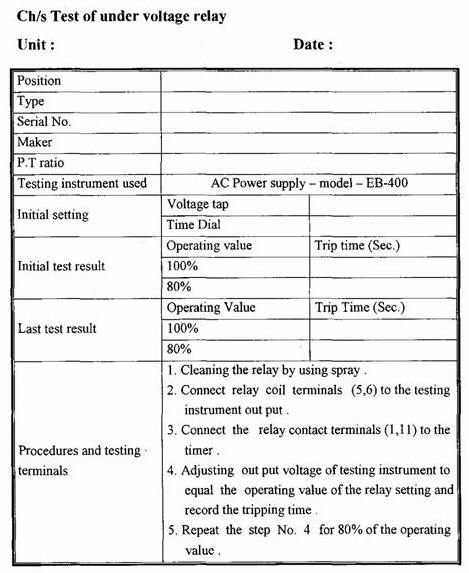 Ch/s Test of under voltage relay
Unit : Date :
Position
Type
Serial No.
Maker
P.T ratio
Testing instrument used AC Power supply – model – EB-400
Initial setting
Voltage tap
Time Dial
Initial test result
Operating value Trip time (Sec.)
100%
80%
Last test result
Operating Value Trip Time (Sec.)
100%
80%
Procedures and testing
terminals
1. Cleaning the relay by using spray .
2. Connect relay coil terminals (5,6) to the testing
instrument out put .
3. Connect the relay contact terminals (1,11) to the
timer .
4. Adjusting out put voltage of testing instrument to
equal the operating value of the relay setting and
record the tripping time .
5. Repeat the step No. 4 for 80% of the operating
value .